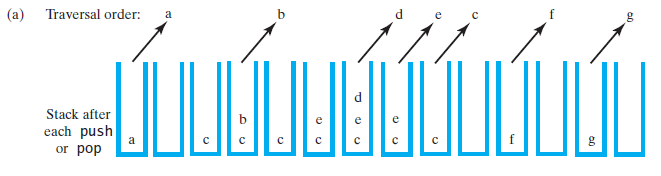 (a) Traversal order: a b d e c f g
d
Stack after b e e e
each push a c c c c c c c f g
or pop